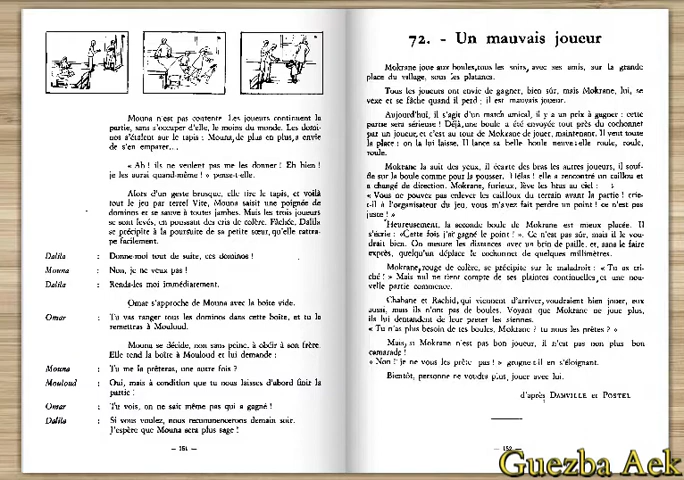 Mouna n'est pas contente. Les joueurs continuent la
partie, sans s'occuper d'elle, le moins du monde. Les domi-
nos s'étalent sur le tapis : Mouna, de plus en plus, a envie
de s'en emparer...
« Ah ! ils ne veulent pas me les donner ! Eh bien !
je les aurai quand-même ! » pense-t-elle.
Alors d'un geste brusque, elle tire le tapis, et voilà
tout le jeu par terre! Vite, Mouna saisit une poignée de
dominos et se sauve à toutes jambes. Mais les trois joueurs
se sont levés, en poussant des cris de colère. Fâchée, Dalila
se précipite à la poursuite de sa petite sœur, qu'elle rattra-
pe facilement.
Dalila : Donne-moi tout de suite, ces dominos !
Mouna : Non, je ne veux pas !
Dalila : Rends-les moi immédiatement.
Omar s'approche de Mouna avec la boîte vide.
Omar : Tu vas ranger tous les dominos dans cette boîte, et tu la
remettras à Mouloud.
Mouna se décide, non sans peine, à obéir à son frère.
Elle tend la boîte à Mouloud et lui demande :
Mouna : Tu me la prêteras, une autre fois ?
Mouloud : Oui, mais à condition que tu nous laisses d'abord finir la
partie !
Omar : Tu vois, on ne sait même pas qui a gagné !
Dalila : Si vous voulez, nous recommencerons demain soir.
J'espère que Mouna sera plus sage !
— 151 —
72. - Un mauvais joueur
Mokrane joue aux boules, tous les soirs, avec ses amis, sur la grande
place du village, sous les platanes.
Tous les joueurs ont envie de gagner, bien sûr, mais Mokrane, lui, se
vexe et se fâche quand il perd ; il est mauvais joueur.
Aujourd'hui, il s'agit d'un match amical, il y a un prix à gagner : cette
partie sera sérieuse ! Déjà, une boule a été envoyée tout près du cochonnet
par un joueur, et c'est au tour de Mokrane de jouer, maintenant. Il veut toute
la place : on la lui laisse. Il lance sa belle boule neuve : elle roule, roule,
roule.
Mokrane la suit des yeux, il écarte des bras les autres joueurs, il souf-
fle sur la boule comme pour la pousser. Hélas ! elle a rencontré un caillou et
a changé de direction. Mokrane, furieux, lève les bras au ciel :
« Vous ne pouvez pas enlever les cailloux du terrain avant la partie ! crie-
t-il à l'organisateur du jeu, vous m'avez fait perdre un point ! ce n'est pas
juste ! »
Heureusement, la seconde boule de Mokrane est mieux placée. Il
s'écrie : «Cette fois j'ai gagné le point ! ». Ce n'est pas sûr, mais il le vou-
drait bien. On mesure les distances avec un brin de paille, et, sans le faire
exprès, quelqu'un déplace le cochonnet de quelques millimètres.
Mokrane, rouge de colère, se précipite sur le maladroit : « Tu as tri-
ché ! » Mais nul ne tient compte de ses plaintes continuelles, et une nou-
velle partie commence.
Chabane et Rachid, qui viennent d'arriver, voudraient bien jouer, eux
aussi, mais ils n'ont pas de boules. Voyant que Mokrane ne joue plus,
ils lui demandent de leur prêter les siennes.
« Tu n'as plus besoin de tes boules, Mokrane ? tu nous les prêtes ? »
Mais, si Mokrane n'est pas bon joueur, il n'est pas non plus bon
camarade !
« Non ! je ne vous les prête pas ! » grogne-t-il en s'éloignant.
Bientôt, personne ne voudra plus, jouer avec lui.
d'après DANVILLE et POSTEL
— 152 —
Guezba Aek